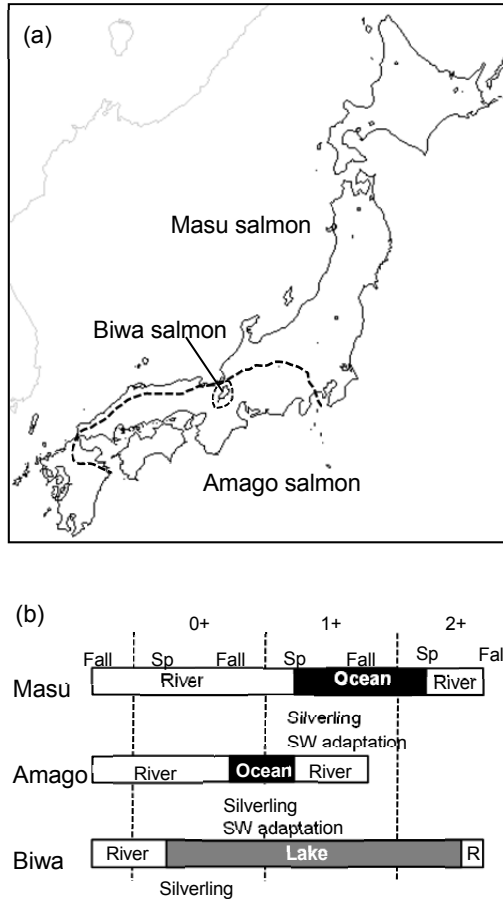 (a)
Masu salmon
Biwa salmon
Amago salmon
(b)
0+ 1+ 2+
Fall Sp Fall Sp Fall Sp Fall
Masu River Ocean River
Silverling
SW adaptation
Amago River Ocean River
Silverling
SW adaptation
Biwa River Lake R
Silverling